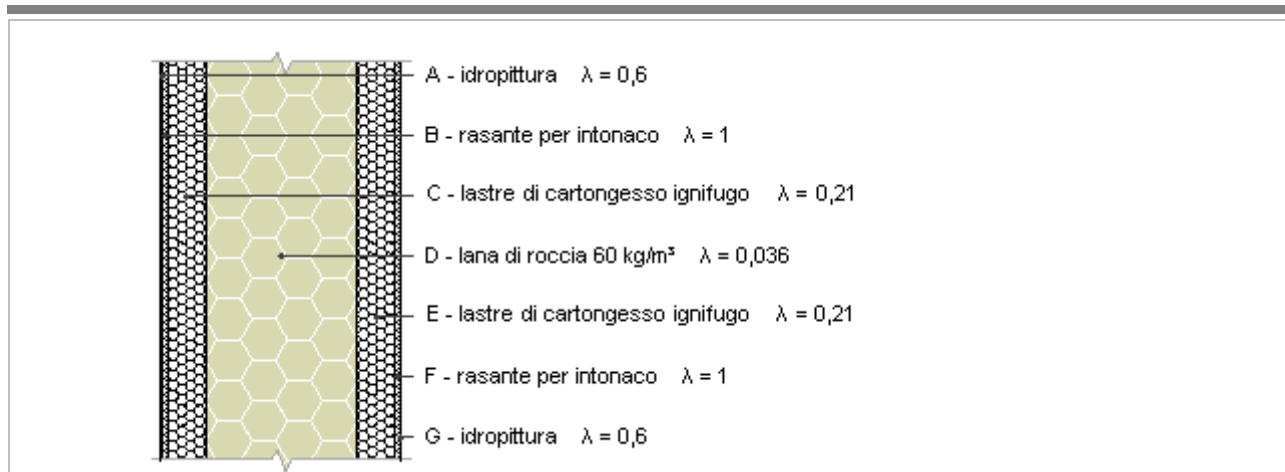 A - idropittura λ = 0,6
B - rasante per intonaco λ = 1
C - lastre di cartongesso ignifugo λ = 0,21
D - lana di roccia 60 kg/m³ λ = 0,036
E - lastre di cartongesso ignifugo λ = 0,21
F - rasante per intonaco λ = 1
G - idropittura λ = 0,6